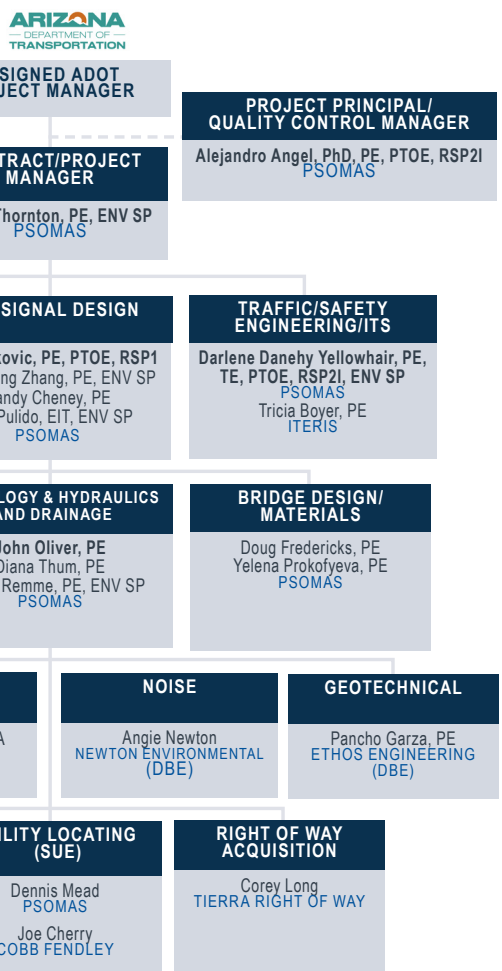 ARIZONA
DEPARTMENT OF
TRANSPORTATION
SIGNED ADOT
JECT MANAGER
PROJECT PRINCIPAL/
QUALITY CONTROL MANAGER
Alejandro Angel, PhD, PE, PTOE, RSP2I
PSOMAS
TRACT/PROJECT
MANAGER
Thornton, PE, ENV SP
PSOMAS
SIGNAL DESIGN
ovic, PE, PTOE, RSP1
ng Zhang, PE, ENV SP
andy Cheney, PE
Pulido, EIT, ENV SP
PSOMAS
TRAFFIC/SAFETY
ENGINEERING/ITS
Darlene Danehy Yellowhair, PE,
TE, PTOE, RSP2I, ENV SP
PSOMAS
Tricia Boyer, PE
ITERIS
LOGY & HYDRAULICS
AND DRAINAGE
John Oliver, PE
Diana Thum, PE
Remme, PE, ENV SP
PSOMAS
BRIDGE DESIGN/
MATERIALS
Doug Fredericks, PE
Yelena Prokofyeva, PE
PSOMAS
A
NOISE
Angie Newton
NEWTON ENVIRONMENTAL
(DBE)
GEOTECHNICAL
Pancho Garza, PE
ETHOS ENGINEERING
(DBE)
ILITY LOCATING
(SUE)
Dennis Mead
PSOMAS
Joe Cherry
COBB FENDLEY
RIGHT OF WAY
ACQUISITION
Corey Long
TIERRA RIGHT OF WAY